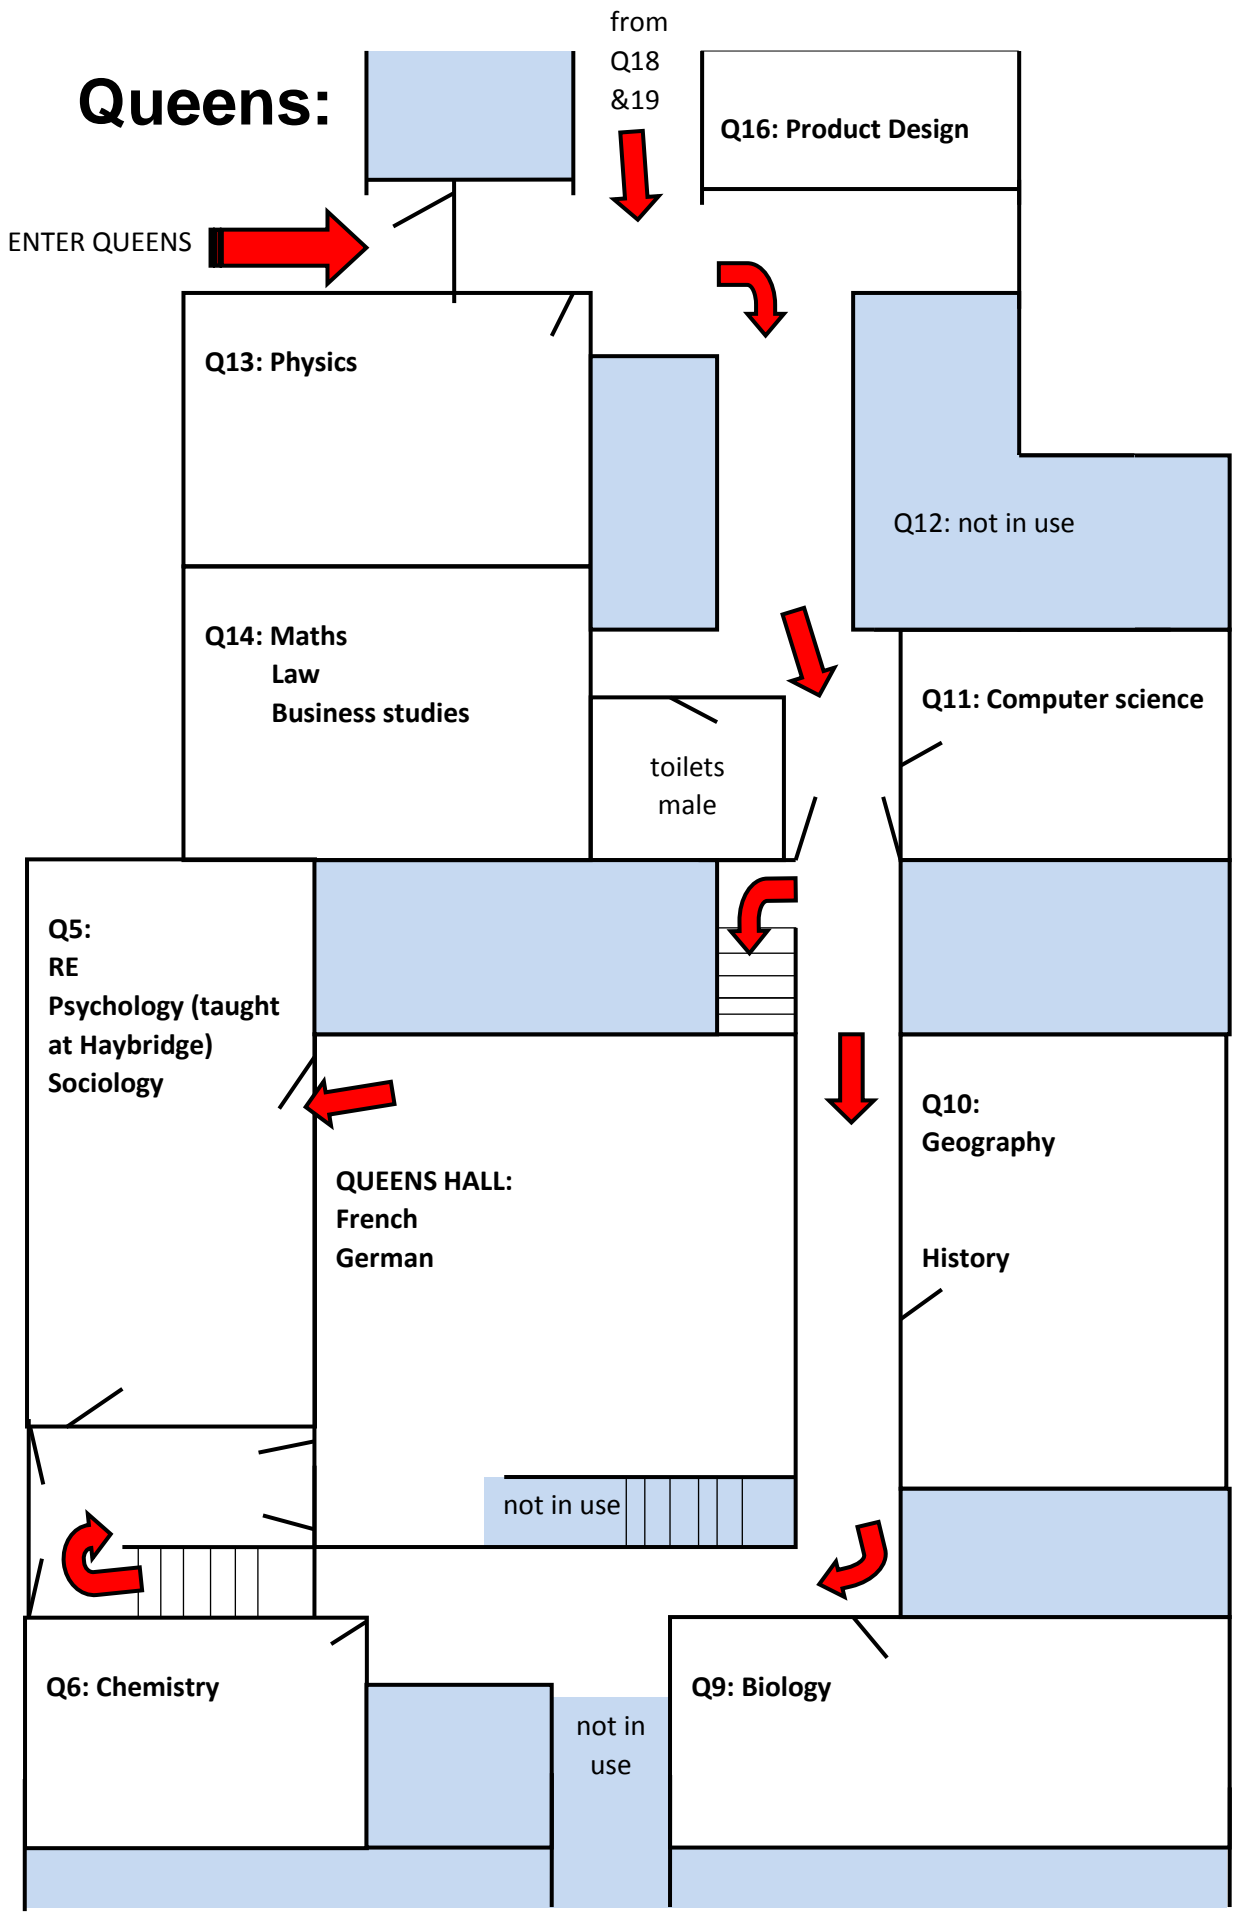 from
Q18
&19
Queens:
Q16: Product Design
ENTER QUEENS
Q13: Physics
Q12: not in use
Q14: Maths
Law
Business studies
Q11: Computer science
toilets
male
Q5:
RE
Psychology (taught
at Haybridge)
Sociology
Q10:
Geography
QUEENS HALL:
French
German
History
not in use
Q6: Chemistry
Q9: Biology
not in
use